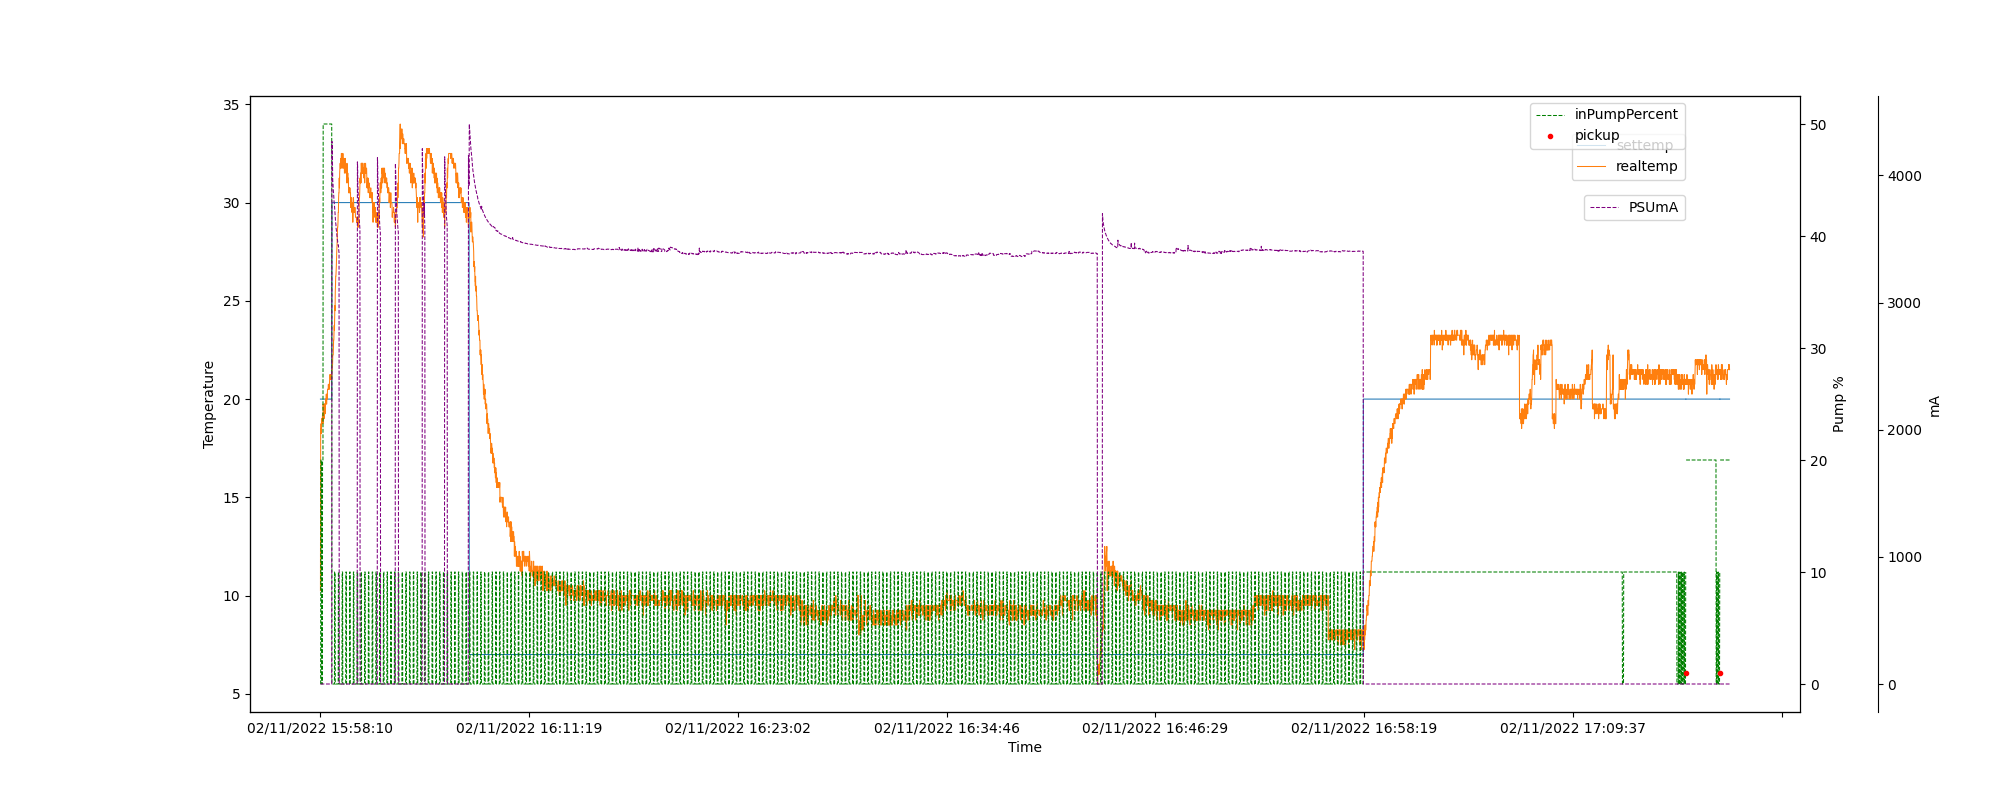 35
30
25
20
15
10
5
Temperature
inPumpPercent
pickup
settemp
realtemp
PSUmA
50
40
30
20
10
0
Pump %
4000
3000
2000
1000
0
mA
02/11/2022 15:58:10
02/11/2022 16:11:19
02/11/2022 16:23:02
02/11/2022 16:34:46
02/11/2022 16:46:29
02/11/2022 16:58:19
02/11/2022 17:09:37
Time